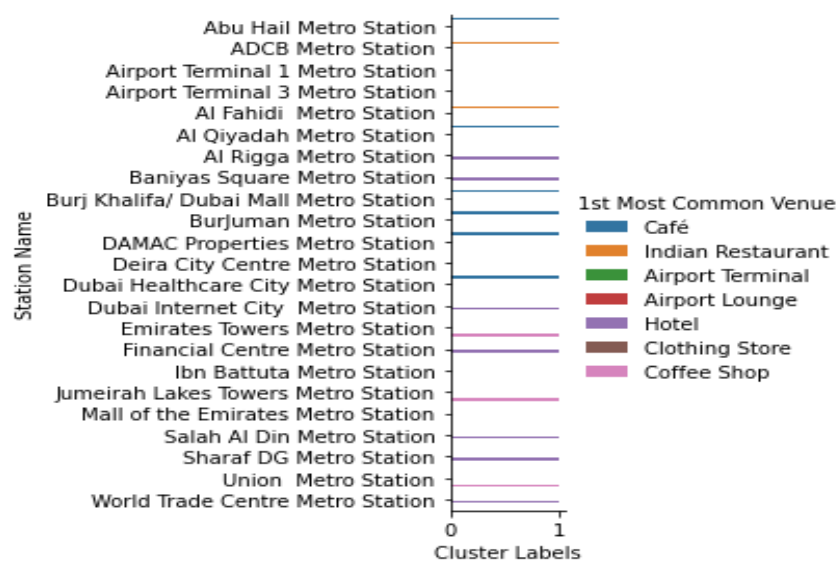 Abu Hail Metro Station
ADCB Metro Station
Airport Terminal 1 Metro Station
Airport Terminal 3 Metro Station
Al Fahidi  Metro Station
Al Qiyadah Metro Station
Al Rigga Metro Station
Baniyas Square Metro Station
Burj Khalifa/ Dubai Mall Metro Station
BurJuman Metro Station
DAMAC Properties Metro Station
Deira City Centre Metro Station
Dubai Healthcare City Metro Station
Dubai Internet City  Metro Station
Emirates Towers Metro Station
Financial Centre Metro Station
Ibn Battuta Metro Station
Jumeirah Lakes Towers Metro Station
Mall of the Emirates Metro Station
Salah Al Din Metro Station
Sharaf DG Metro Station
Union  Metro Station
World Trade Centre Metro Station
Station Name
0 1
Cluster Labels
1st Most Common Venue
Café
Indian Restaurant
Airport Terminal
Airport Lounge
Hotel
Clothing Store
Coffee Shop